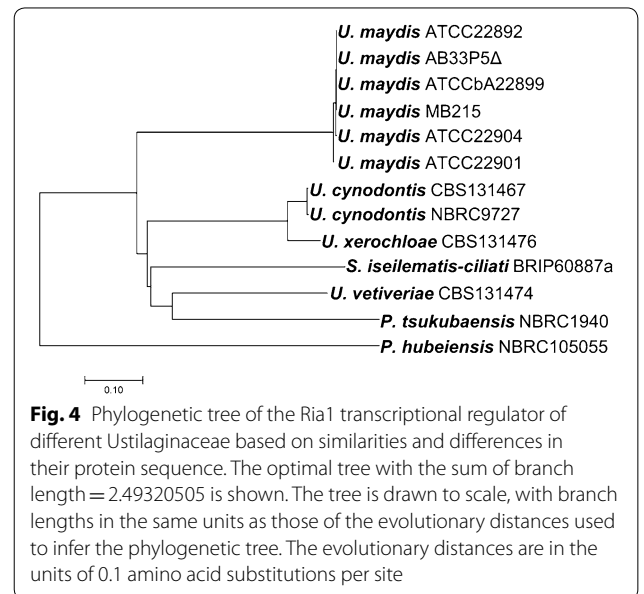 U. maydis ATCC22892
U. maydis AB33P5Δ
U. maydis ATCCbA22899
U. maydis MB215
U. maydis ATCC22904
U. maydis ATCC22901
U. cynodontis CBS131467
U. cynodontis NBRC9727
U. xerochloae CBS131476
S. iseilematis-ciliati BRIP60887a
U. vetiveriae CBS131474
P. tsukubaensis NBRC1940
P. hubeiensis NBRC105055
0.10
Fig. 4 Phylogenetic tree of the Ria1 transcriptional regulator of
different Ustilaginaceae based on similarities and differences in
their protein sequence. The optimal tree with the sum of branch
length = 2.49320505 is shown. The tree is drawn to scale, with branch
lengths in the same units as those of the evolutionary distances used
to infer the phylogenetic tree. The evolutionary distances are in the
units of 0.1 amino acid substitutions per site